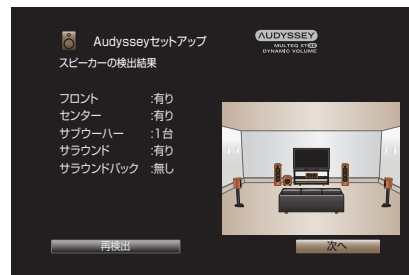 Audysseyセットアップ
AUDYSSEY
MULTEQ XT32
DYNAMIC VOLUME
スピーカーの検出結果
フロント :有り
センター :有り
サブウーハー :1台
サラウンド :有り
サラウンドバック :無し
再検出
次へ